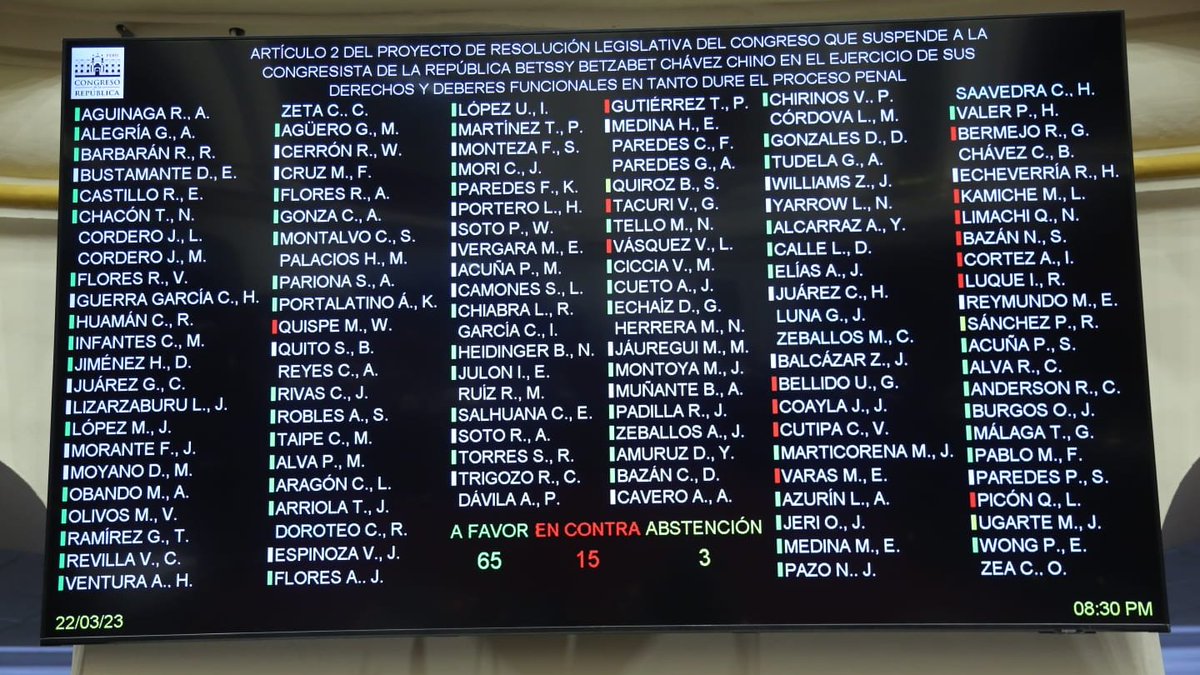 CONGRESO
REPÚBLICA
ARTÍCULO 2 DEL PROYECTO DE RESOLUCIÓN LEGISLATIVA DEL CONGRESO QUE SUSPENDE A LA
CONGRESISTA DE LA REPÚBLICA BETSSY BETZABET CHÁVEZ CHINO EN EL EJERCICIO DE SUS
DERECHOS Y DEBERES FUNCIONALES EN TANTO DURE EL PROCESO PENAL
AGUINAGA R., A.
ALEGRÍA G., A.
BARBARÁN R., R.
BUSTAMANTE D., E.
CASTILLO R., E.
CHACÓN T., N.
CORDERO J., L.
CORDERO J., M.
FLORES R., V.
GUERRA GARCÍA C., H.
HUAMÁN C., R.
INFANTES C., M.
JIMÉNEZ H., D.
JUÁREZ G., C.
LIZARZABURU L., J.
LÓPEZ M., J.
MORANTE F., J.
MOYANO D., M.
OBANDO M., A.
OLIVOS M., V.
RAMÍREZ G., T.
REVILLA V., C.
VENTURA A.. H.
ZETA C., C.
AGÜERO G., M.
CERRÓN R., W.
CRUZ M., F.
FLORES R., A.
GONZA C., A.
MONTALVO C., S.
PALACIOS H., M.
PARIONA S., A.
PORTALATINO Á., K.
QUISPE M., W.
QUITO S., B.
REYES C., A.
RIVAS C., J.
ROBLES A., S.
TAIPE C., M.
ALVA P., M.
ARAGÓN C., L.
ARRIOLA T., J.
DOROTEO C., R.
ESPINOZA V., J.
FLORES A.. J.
LÓPEZ U., I.
MARTÍNEZ T., P.
MONTEZA F., S.
MORI C., J.
PAREDES F., K.
PORTERO L., H.
SOTO P., W.
VERGARA M., E.
ACUÑA P., M.
CAMONES S., L.
CHIABRA L., R.
GARCÍA C., I.
HEIDINGER B., N.
JULON I., E.
RUÍZ R., M.
SALHUANA C., E.
SOTO R., A.
TORRES S., R.
TRIGOZO R., C.
DÁVILA A., P.
GUTIÉRREZ T., P.
MEDINA H., E.
PAREDES C., F.
PAREDES G., A.
QUIROZ B., S.
TACURI V., G.
TELLO M., N.
VÁSQUEZ V., L.
CICCIA V., M.
CUETO A., J.
ECHAÍZ D., G.
HERRERA M., N.
JÁUREGUI M., M.
MONTOYA M., J.
MUÑANTE B., A.
PADILLA R., J.
ZEBALLOS A., J.
AMURUZ D., Y.
BAZÁN C., D.
CAVERO A., A.
CHIRINOS V., P.
CÓRDOVA L., M.
GONZALES D., D.
TUDELA G., A.
WILLIAMS Z., J.
YARROW L., N.
ALCARRAZ A., Y.
CALLE L., D.
ELÍAS A., J.
JUÁREZ C., H.
LUNA G., J.
ZEBALLOS M., C.
BALCÁZAR Z., J.
BELLIDO U., G.
COAYLA J., J.
CUTIPA C., V.
MARTICORENA M., J.
VARAS M., E.
AZURÍN L., A.
JERI O., J.
MEDINA M., E.
PAZO N.. J.
SAAVEDRA C., H.
VALER P., H.
BERMEJO R., G.
CHÁVEZ C., B.
ECHEVERRÍA R., H.
KAMICHE M., L.
LIMACHI Q., N.
BAZÁN N., S.
CORTEZ A., I.
LUQUE I., R.
REYMUNDO M., E.
SÁNCHEZ P., R.
ACUÑA P., S.
ALVA R., C.
ANDERSON R., C.
BURGOS O., J.
MÁLAGA T., G.
PABLO M., F.
PAREDES P., S.
PICÓN Q., L.
UGARTE M., J.
WONG P., E.
ZEA C., O.
A FAVOR EN CONTRA ABSTENCIÓN
65 15 3
22/03/23
08:30 PM